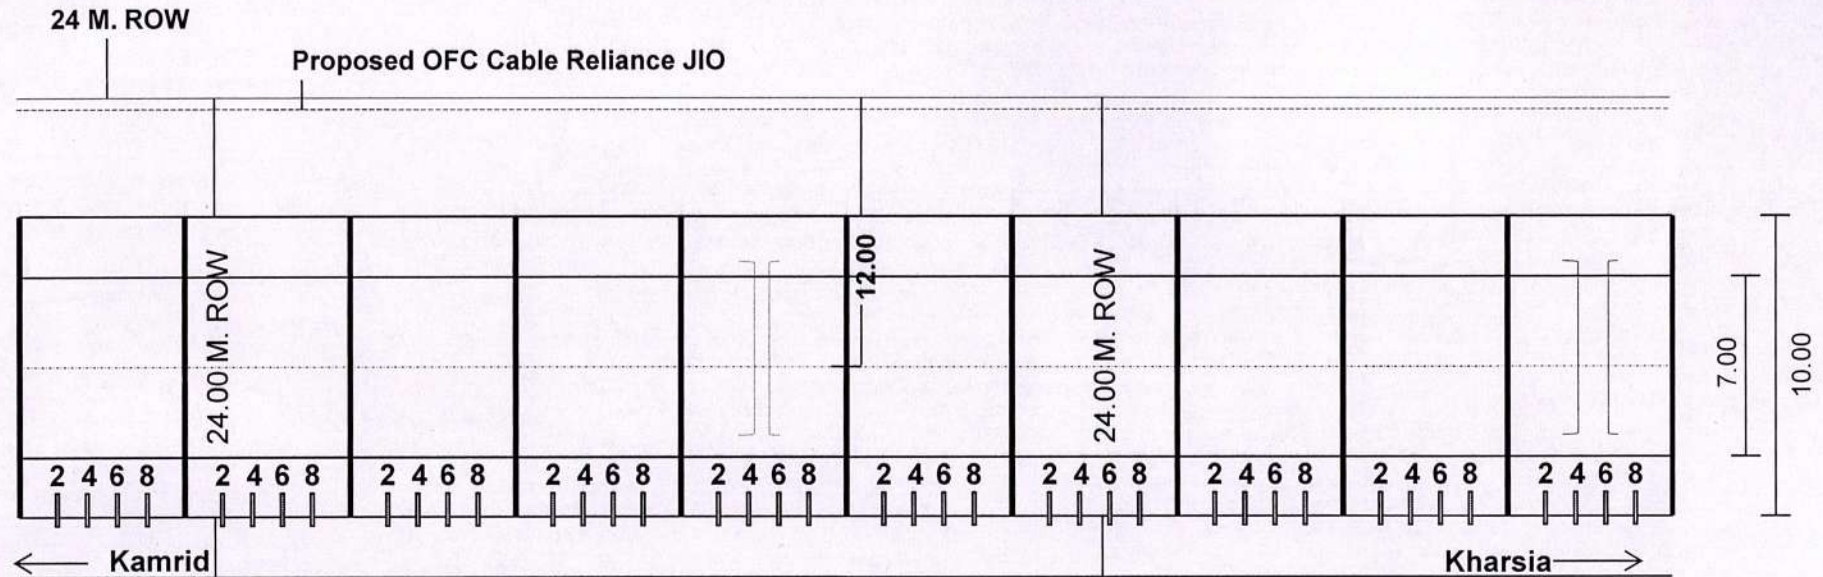 24 M. ROW
Proposed OFC Cable Reliance JIO
24.00 M. ROW
12.00
24.00 M. ROW
7.00
10.00
2 4 6 8 2 4 6 8 2 4 6 8 2 4 6 8 2 4 6 8 2 4 6 8 2 4 6 8 2 4 6 8 2 4 6 8 2 4 6 8
Kamrid Kharsia